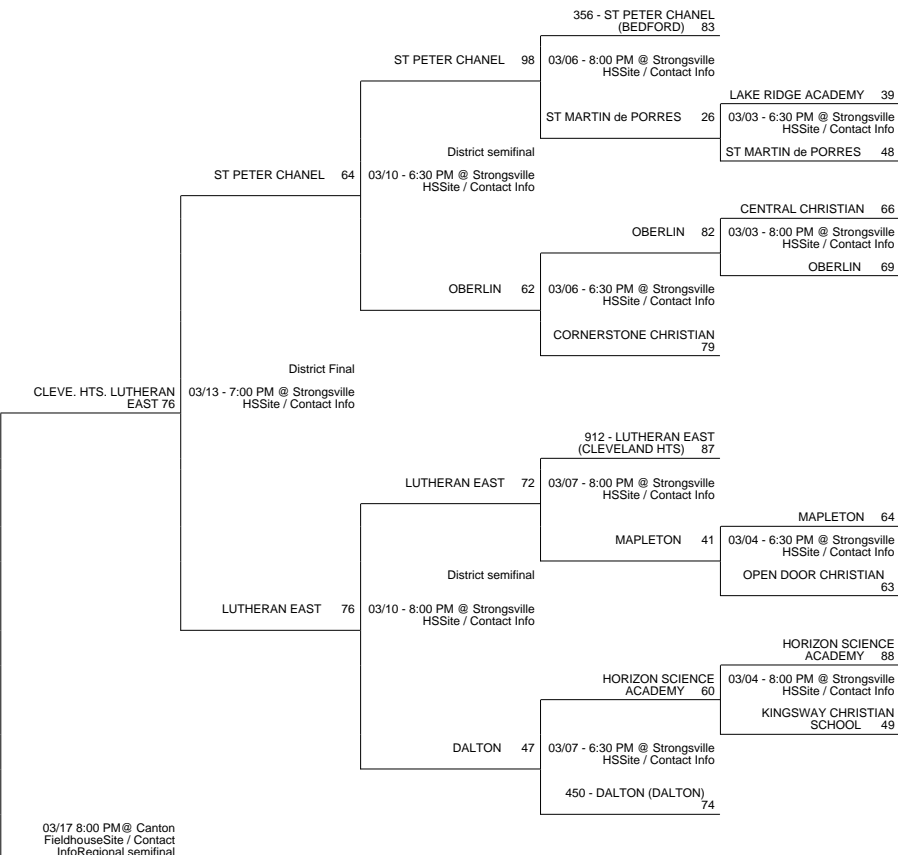 356 - ST PETER CHANEL
(BEDFORD) 83
ST PETER CHANEL 98
03/06 - 8:00 PM @ Strongsville
HSSite / Contact Info
LAKE RIDGE ACADEMY 39
ST MARTIN de PORRES 26
03/03 - 6:30 PM @ Strongsville
HSSite / Contact Info
ST MARTIN de PORRES 48
District semifinal
ST PETER CHANEL 64
03/10 - 6:30 PM @ Strongsville
HSSite / Contact Info
CENTRAL CHRISTIAN 66
OBERLIN 82
03/03 - 8:00 PM @ Strongsville
HSSite / Contact Info
OBERLIN 69
OBERLIN 62
03/06 - 6:30 PM @ Strongsville
HSSite / Contact Info
CORNERSTONE CHRISTIAN
79
District Final
CLEVE. HTS. LUTHERAN
EAST 76
03/13 - 7:00 PM @ Strongsville
HSSite / Contact Info
912 - LUTHERAN EAST
(CLEVELAND HTS) 87
LUTHERAN EAST 72
03/07 - 8:00 PM @ Strongsville
HSSite / Contact Info
MAPLETON 64
MAPLETON 41
03/04 - 6:30 PM @ Strongsville
HSSite / Contact Info
OPEN DOOR CHRISTIAN
63
District semifinal
LUTHERAN EAST 76
03/10 - 8:00 PM @ Strongsville
HSSite / Contact Info
HORIZON SCIENCE
ACADEMY 88
HORIZON SCIENCE
ACADEMY 60
03/04 - 8:00 PM @ Strongsville
HSSite / Contact Info
KINGSWAY CHRISTIAN
SCHOOL 49
DALTON 47
03/07 - 6:30 PM @ Strongsville
HSSite / Contact Info
450 - DALTON (DALTON)
74
03/17 8:00 PM@ Canton
FieldhouseSite / Contact
InfoRegional semifinal